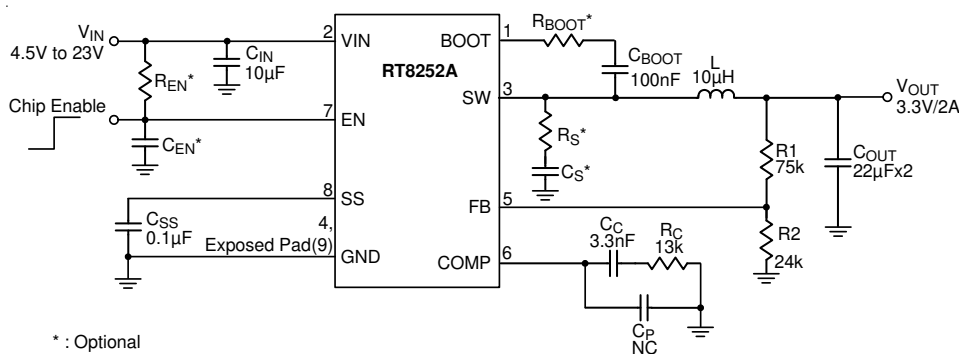 VIN
4.5V to 23V
2
VIN
BOOT
1
RBOOT*
CIN
10µF
RT8252A
CBOOT
100nF
L
10µH
REN*
SW
3
VOUT
3.3V/2A
Chip Enable
7
EN
CEN*
RS*
CS*
R1
75k
COUT
22µFx2
8
SS
FB
5
CSS
0.1µF
4,
Exposed Pad(9)
GND
CC
3.3nF
RC
13k
R2
24k
COMP
6
CP
NC
* : Optional